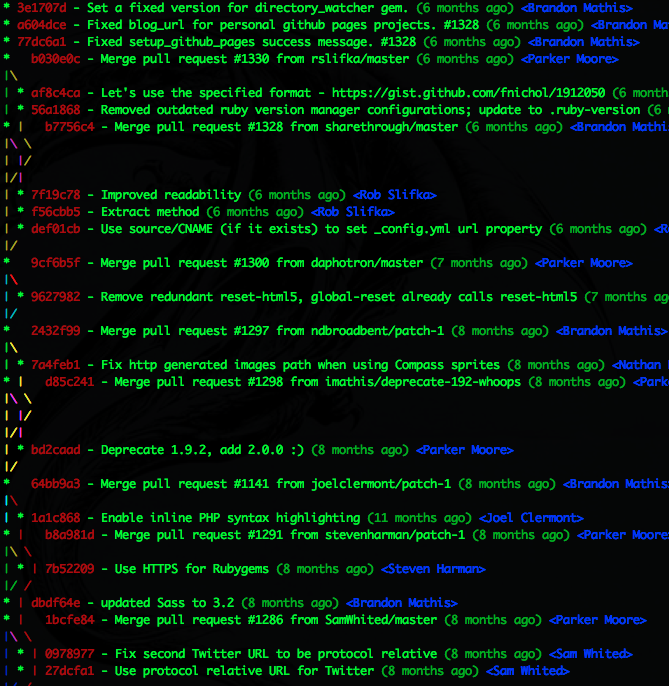 * 3e1707d - Set a fixed version for directory_watcher gem. (6 months ago) <Brandon Mathis>
* a604dce - Fixed blog_url for personal github pages projects. #1328 (6 months ago) <Brandon Ma
* 77dc6a1 - Fixed setup_github_pages success message. #1328 (6 months ago) <Brandon Mathis>
*   b030e0c - Merge pull request #1330 from rslifka/master (6 months ago) <Parker Moore>
|\
| * af8c4ca - Let's use the specified format - https://gist.github.com/fnichol/1912050 (6 mont
| * 56a1868 - Removed outdated ruby version manager configurations; update to .ruby-version (6
* |   b7756c4 - Merge pull request #1328 from sharethrough/master (6 months ago) <Brandon Mathi
|\ \
| |/
|/|
| * 7f19c78 - Improved readability (6 months ago) <Rob Slifka>
| * f56cbb5 - Extract method (6 months ago) <Rob Slifka>
| * def01cb - Use source/CNAME (if it exists) to set _config.yml url property (6 months ago) <R
|/
*   9cf6b5f - Merge pull request #1300 from daphotron/master (7 months ago) <Parker Moore>
|\
| * 9627982 - Remove redundant reset-html5, global-reset already calls reset-html5 (7 months ago
|/
*   2432f99 - Merge pull request #1297 from ndbroadbent/patch-1 (8 months ago) <Brandon Mathis>
|\
| * 7a4feb1 - Fix http generated images path when using Compass sprites (8 months ago) <Nathan
* |   d85c241 - Merge pull request #1298 from imathis/deprecate-192-whoops (8 months ago) <Park
|\ \
| |/
|/|
| * bd2caad - Deprecate 1.9.2, add 2.0.0 :) (8 months ago) <Parker Moore>
|/
*   64bb9a3 - Merge pull request #1141 from joelclermont/patch-1 (8 months ago) <Brandon Mathis
|\
| * 1a1c868 - Enable inline PHP syntax highlighting (11 months ago) <Joel Clermont>
* |   b8a981d - Merge pull request #1291 from stevenharman/patch-1 (8 months ago) <Parker Moore
|\ \
| * | 7b52209 - Use HTTPS for Rubygems (8 months ago) <Steven Harman>
|/ /
* | dbdf64e - updated Sass to 3.2 (8 months ago) <Brandon Mathis>
* |   1bcfe84 - Merge pull request #1286 from SamWhited/master (8 months ago) <Parker Moore>
|\ \
| * | 0978977 - Fix second Twitter URL to be protocol relative (8 months ago) <Sam Whited>
| * | 27dcfa1 - Use protocol relative URL for Twitter (8 months ago) <Sam Whited>